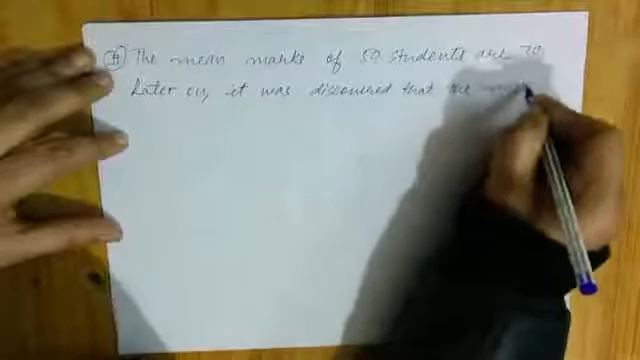 # The mean marks of 50 students are 70
Later on, it was discovered that the